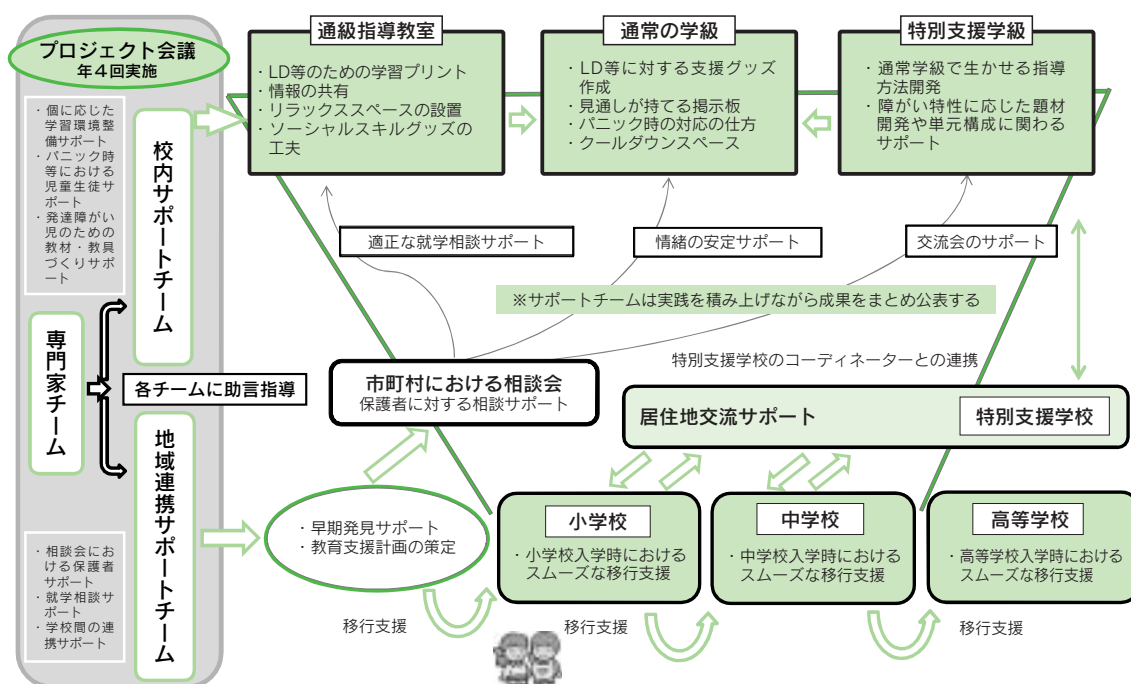 プロジェクト会議
年４回実施
・個に応じた
学習環境整
備サポート
・パニック時
等における
児童生徒サ
ポート
・発達障がい
児のための
教材・教具
づくりサポ
ート
校内サポートチーム
専門家チーム
各チームに助言指導
地域連携サポートチーム
・相談会にお
ける保護者
サポート
・就学相談サ
ポート
・学校間の連
携サポート
通級指導教室
・LD等のための学習プリント
・情報の共有
・リラックススペースの設置
・ソーシャルスキルグッズの
工夫
通常の学級
・LD等に対する支援グッズ
作成
・見通しが持てる掲示板
・パニック時の対応の仕方
・クールダウンスペース
特別支援学級
・通常学級で生かせる指導
方法開発
・障がい特性に応じた題材
開発や単元構成に関わる
サポート
適正な就学相談サポート
情緒の安定サポート
交流会のサポート
※サポートチームは実践を積み上げながら成果をまとめ公表する
市町村における相談会
保護者に対する相談サポート
特別支援学校のコーディネーターとの連携
居住地交流サポート
特別支援学校
・早期発見サポート
・教育支援計画の策定
小学校
・小学校入学時における
スムーズな移行支援
中学校
・中学校入学時における
スムーズな移行支援
高等学校
・高等学校入学時における
スムーズな移行支援
移行支援
移行支援
移行支援